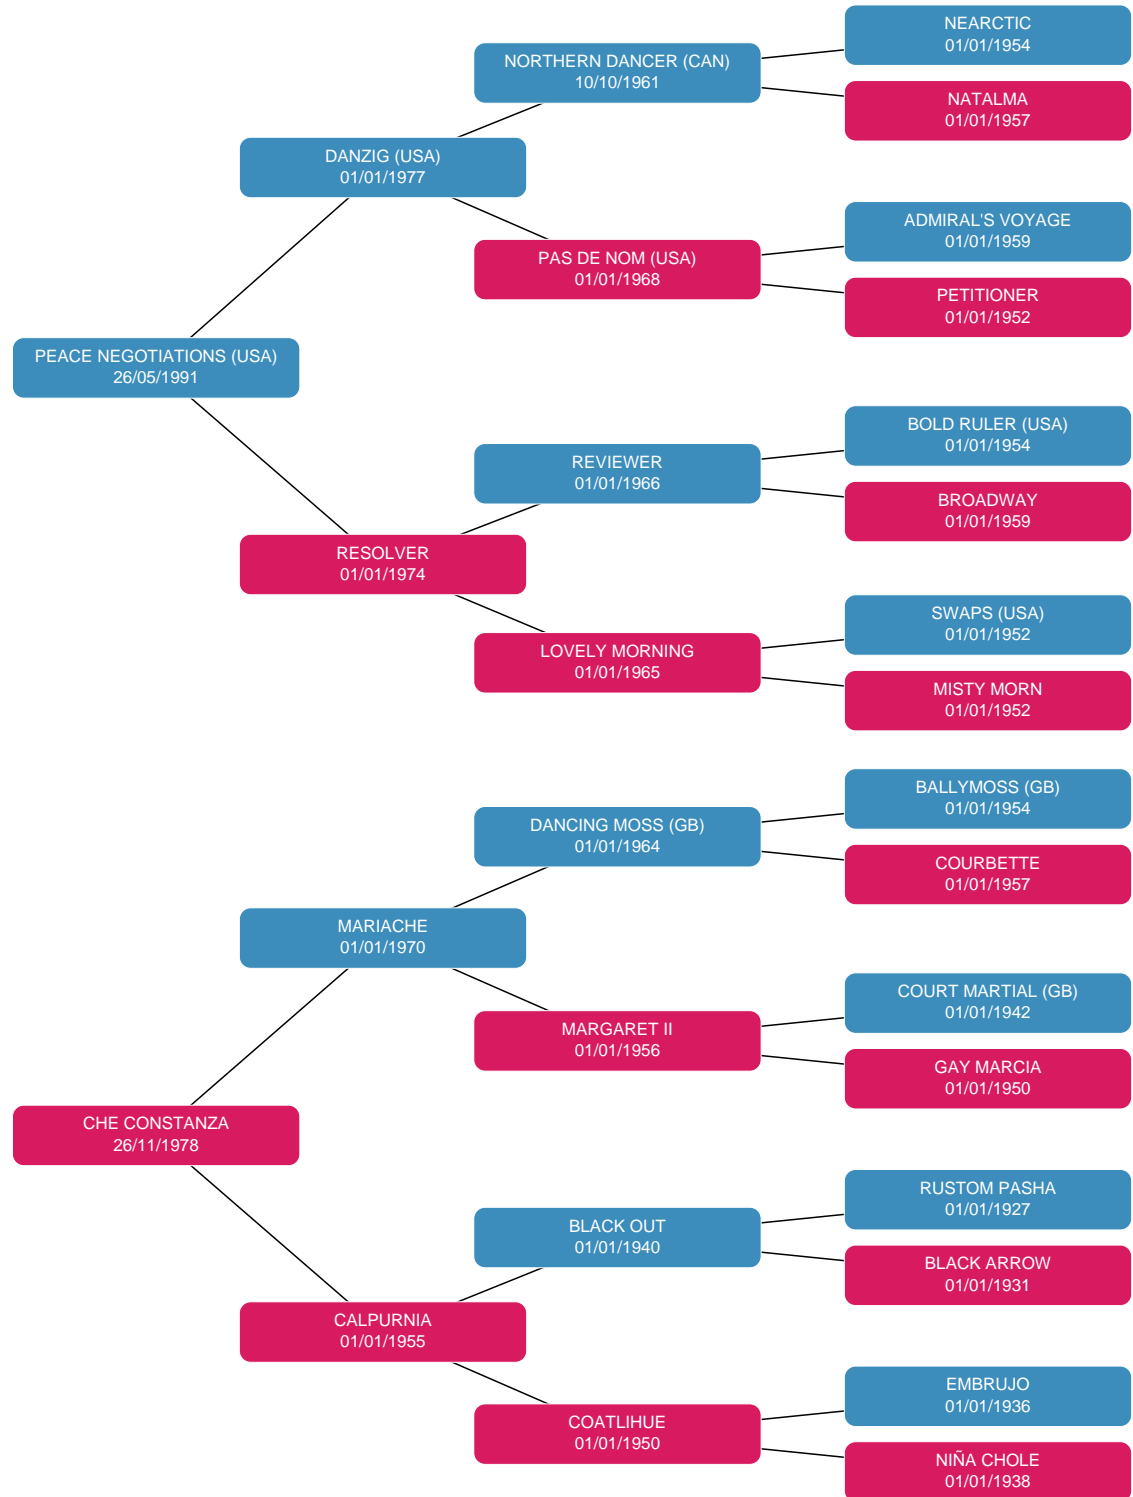 NEARCTIC
01/01/1954
NORTHERN DANCER (CAN)
10/10/1961
NATALMA
01/01/1957
DANZIG (USA)
01/01/1977
ADMIRAL'S VOYAGE
01/01/1959
PAS DE NOM (USA)
01/01/1968
PETITIONER
01/01/1952
PEACE NEGOTIATIONS (USA)
26/05/1991
BOLD RULER (USA)
01/01/1954
REVIEWER
01/01/1966
BROADWAY
01/01/1959
RESOLVER
01/01/1974
SWAPS (USA)
01/01/1952
LOVELY MORNING
01/01/1965
MISTY MORN
01/01/1952
BALLYMOSS (GB)
01/01/1954
DANCING MOSS (GB)
01/01/1964
COURBETTE
01/01/1957
MARIACHE
01/01/1970
COURT MARTIAL (GB)
01/01/1942
MARGARET II
01/01/1956
GAY MARCIA
01/01/1950
CHE CONSTANZA
26/11/1978
RUSTOM PASHA
01/01/1927
BLACK OUT
01/01/1940
BLACK ARROW
01/01/1931
CALPURNIA
01/01/1955
EMBRUJO
01/01/1936
COATLIHUE
01/01/1950
NIÑA CHOLE
01/01/1938